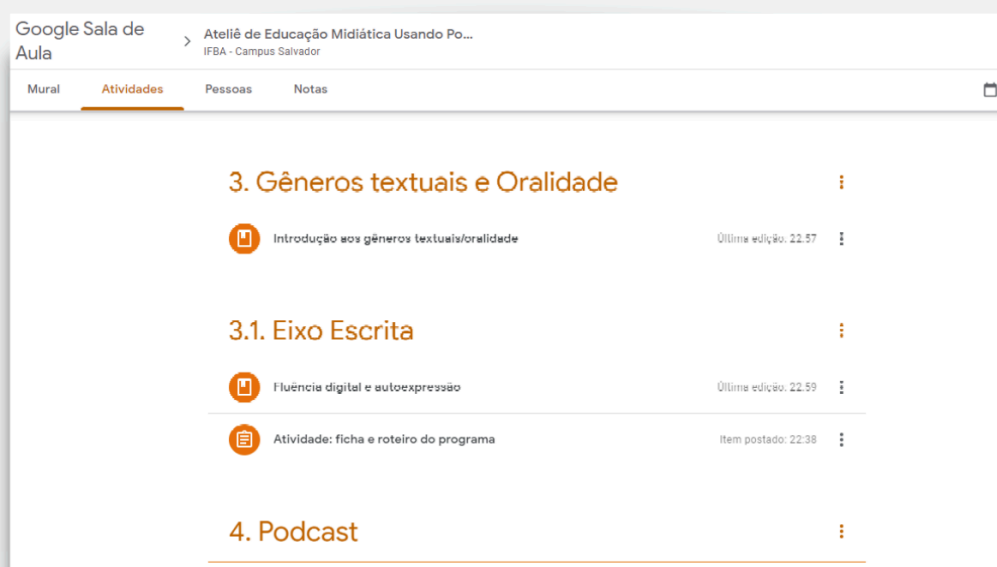 Google Sala de Aula
Ateliê de Educação Midiática Usando Po...
IFBA - Campus Salvador
Mural Atividades Pessoas Notas
3. Gêneros textuais e Oralidade
Introdução aos gêneros textuais/oralidade Última edição: 22:57
3.1. Eixo Escrita
Fluência digital e autoexpressão Última edição: 22:59
Atividade: ficha e roteiro do programa Item postado: 22:38
4. Podcast